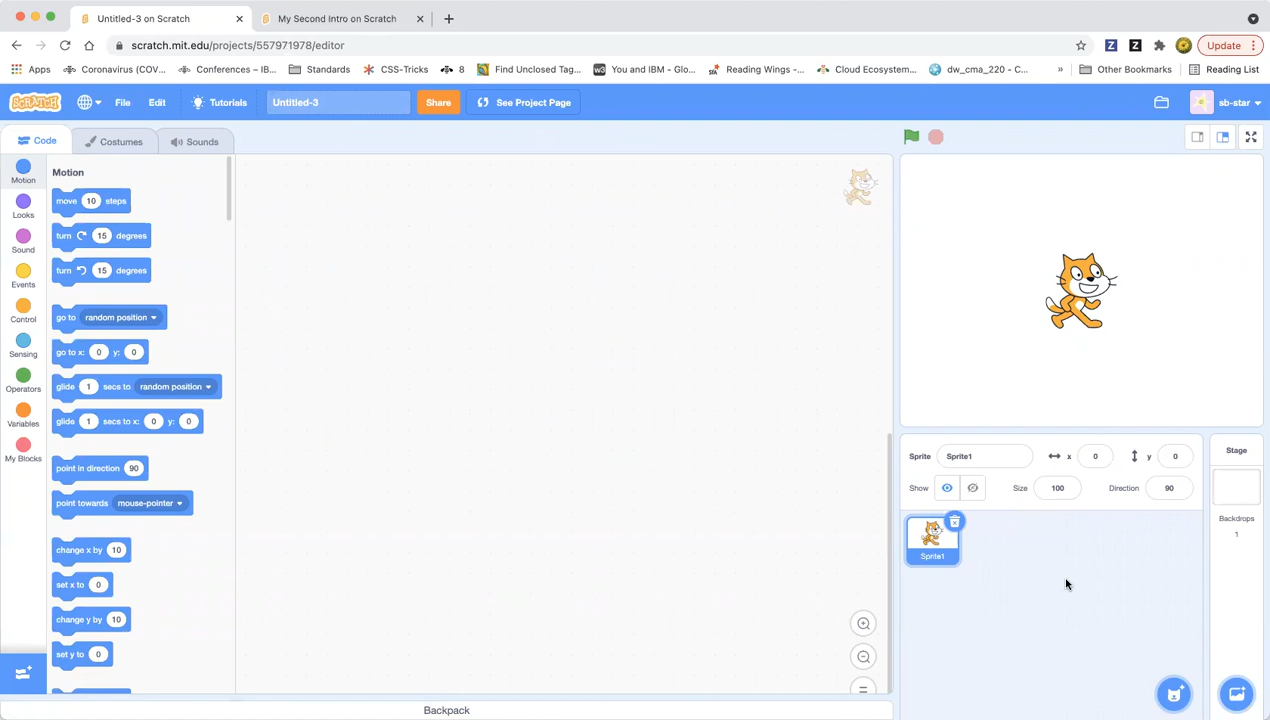 Untitled-3 on Scratch
My Second Intro on Scratch
scratch.mit.edu/projects/557971978/editor
Update
Apps
Coronavirus (COV...
Conferences – IB...
Standards
CSS-Tricks
8
Find Unclosed Tag...
w3
You and IBM - Glo...
Reading Wings -...
Cloud Ecosystem...
dw_cma_220 - C...
»
Other Bookmarks
Reading List
SCRATCH
File
Edit
Tutorials
Untitled-3
Share
See Project Page
sb-star
Code
Costumes
Sounds
Motion
Looks
Sound
Events
Control
Sensing
Operators
Variables
My Blocks
Motion
move 10 steps
turn 15 degrees
turn 15 degrees
go to random position
go to x: 0 y: 0
glide 1 secs to random position
glide 1 secs to x: 0 y: 0
point in direction 90
point towards mouse-pointer
change x by 10
set x to 0
change y by 10
set y to 0
Sprite Sprite1 x 0 y 0
Show Size 100 Direction 90
Sprite1
Stage
Backdrops
1
Backpack